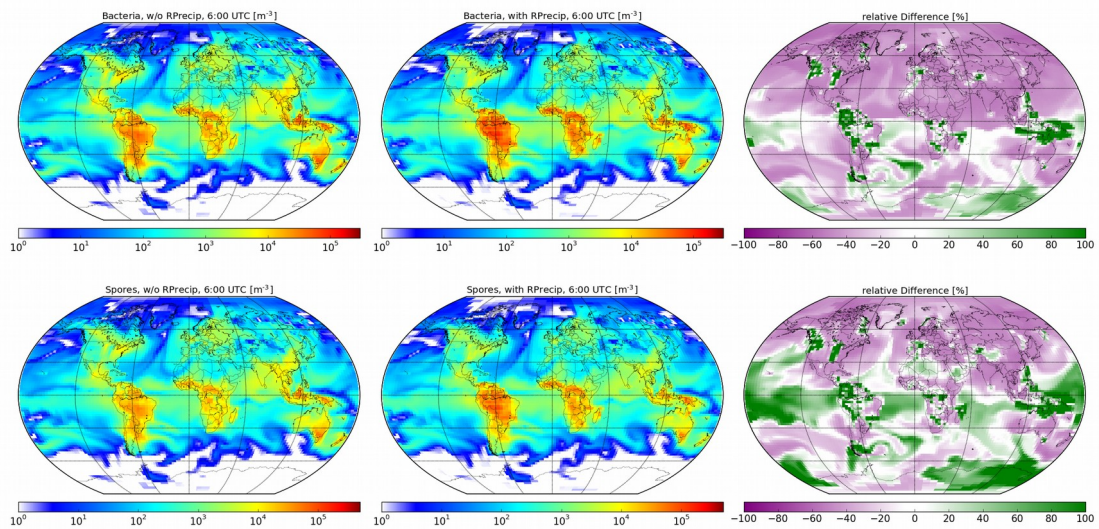 Bacteria, w/o RPrecip, 6:00 UTC [m⁻³]
Bacteria, with RPrecip, 6:00 UTC [m⁻³]
relative Difference [%]
10⁰ 10¹ 10² 10³ 10⁴ 10⁵
10⁰ 10¹ 10² 10³ 10⁴ 10⁵
−100 −80 −60 −40 −20 0 20 40 60 80 100
Spores, w/o RPrecip, 6:00 UTC [m⁻³]
Spores, with RPrecip, 6:00 UTC [m⁻³]
relative Difference [%]
10⁰ 10¹ 10² 10³ 10⁴ 10⁵
10⁰ 10¹ 10² 10³ 10⁴ 10⁵
−100 −80 −60 −40 −20 0 20 40 60 80 100